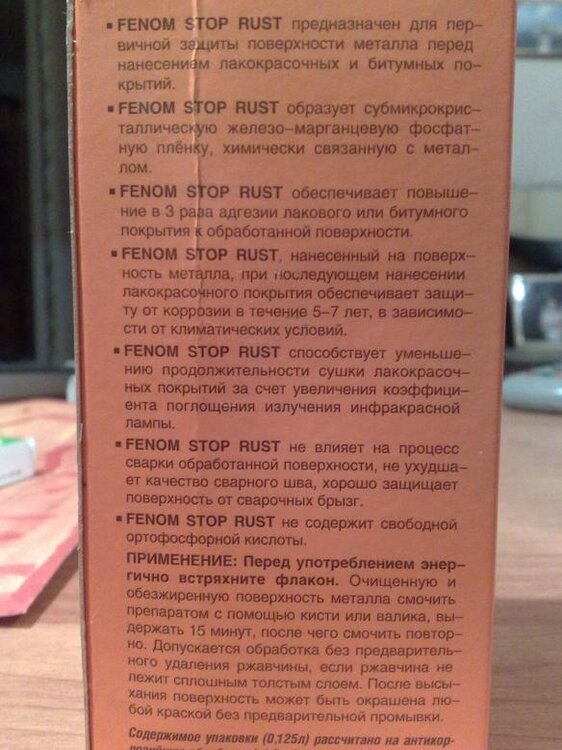 ▪ FENOM STOP RUST предназначен для пер–
вичной защиты поверхности металла перед
нанесением лакокрасочных и битумных по–
крытий.
▪ FENOM STOP RUST образует субмикрокрис–
таллическую железо–марганцевую фосфат–
ную плёнку, химически связанную с метал–
лом.
▪ FENOM STOP RUST обеспечивает повыше–
ние в 3 раза адгезии лакового или битумного
покрытия к обработанной поверхности.
▪ FENOM STOP RUST, нанесенный на поверх–
ность металла, при последующем нанесении
лакокрасочного покрытия обеспечивает защи–
ту от коррозии в течение 5–7 лет, в зависимо–
сти от климатических условий.
▪ FENOM STOP RUST способствует уменьше–
нию продолжительности сушки лакокрасоч–
ных покрытий за счет увеличения коэффици–
ента поглощения излучения инфракрасной
лампы.
▪ FENOM STOP RUST не влияет на процесс
сварки обработанной поверхности, не ухудша–
ет качество сварного шва, хорошо защищает
поверхность от сварочных брызг.
▪ FENOM STOP RUST не содержит свободной
ортофосфорной кислоты.
ПРИМЕНЕНИЕ: Перед употреблением энер–
гично встряхните флакон. Очищенную и
обезжиренную поверхность металла смочить
препаратом с помощью кисти или валика, вы–
держать 15 минут, после чего смочить повтор–
но. Допускается обработка без предваритель–
ного удаления ржавчины, если ржавчина не
лежит сплошным толстым слоем. После высы–
хания поверхность может быть окрашена лю–
бой краской без предварительной промывки.
Содержимое упаковки (0,125л) рассчитано на антикор–